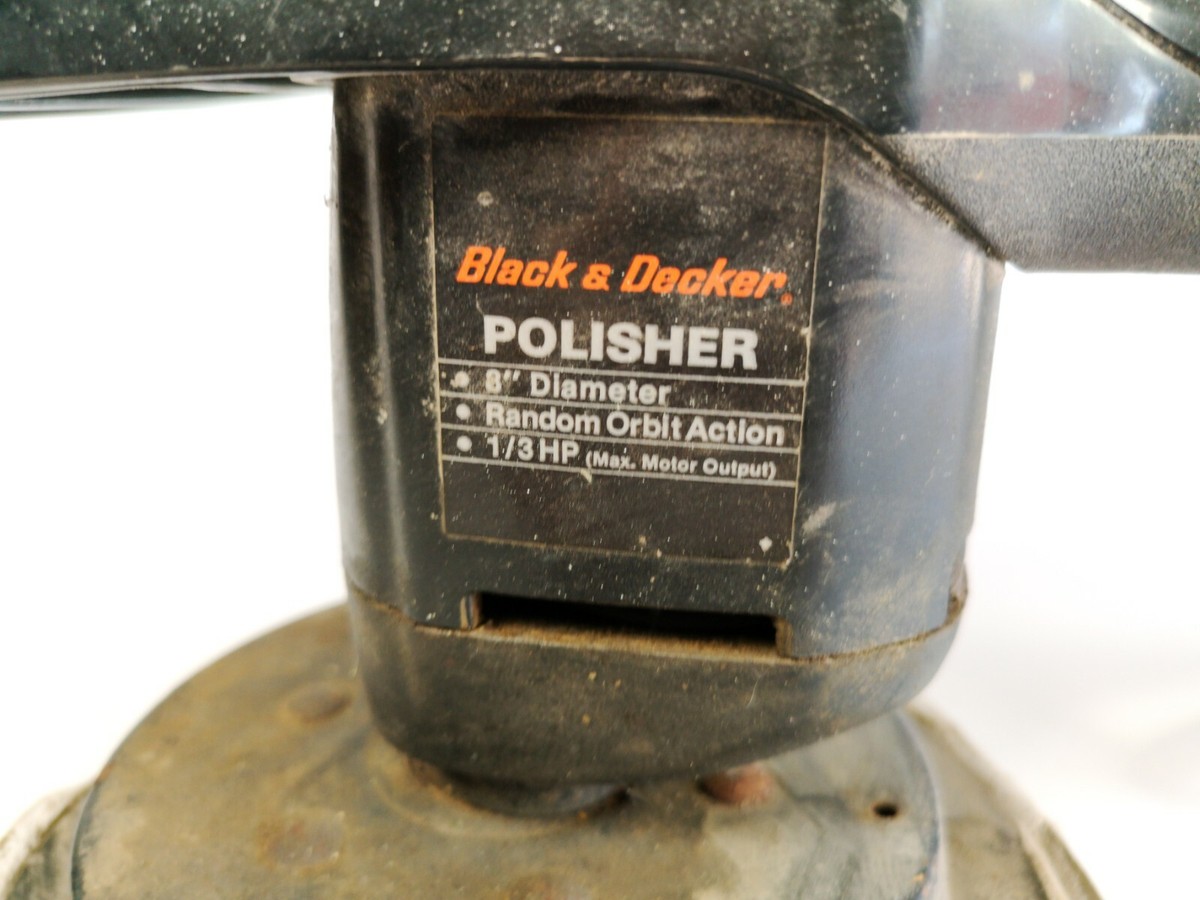 Black & Decker®
POLISHER
• 8″ Diameter
• Random Orbit Action
• 1/3 HP (Max. Motor Output)